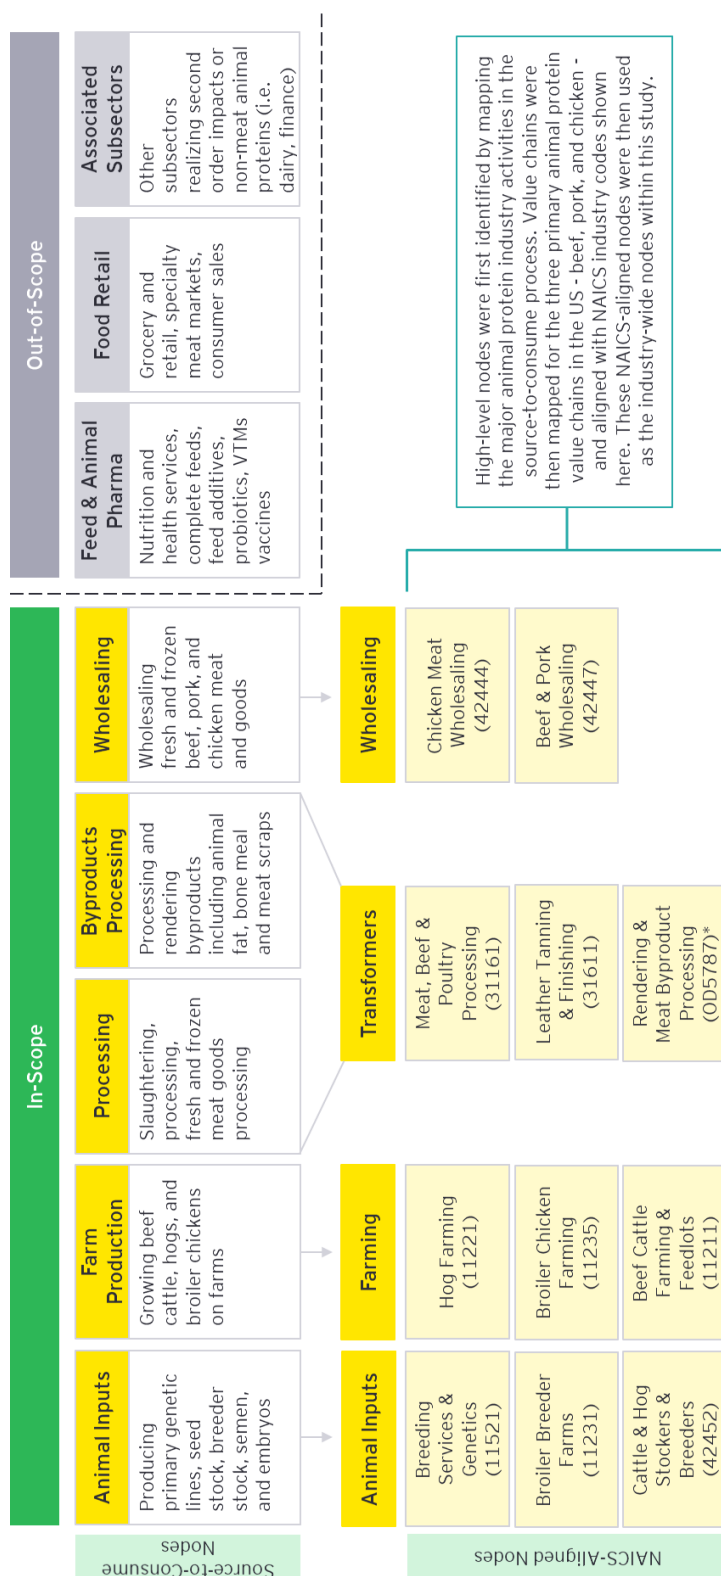 In-Scope
Out-of-Scope
Source-to-Consume
Nodes
Animal Inputs
Producing
primary genetic
lines, seed
stock, breeder
stock, semen,
and embryos
Farm
Production
Growing beef
cattle, hogs, and
broiler chickens
on farms
Processing
Slaughtering,
processing,
fresh and frozen
meat goods
processing
Byproducts
Processing
Processing and
rendering
byproducts
including animal
fat, bone meal
and meat scraps
Wholesaling
Wholesaling
fresh and frozen
beef, pork, and
chicken meat
and goods
Feed & Animal
Pharma
Nutrition and
health services,
complete feeds,
feed additives,
probiotics, VTMs
vaccines
Food Retail
Grocery and
retail, specialty
meat markets,
consumer sales
Associated
Subsectors
Other
subsectors
realizing second
order impacts or
non-meat animal
proteins (i.e.
dairy, finance)
NAICS-Aligned Nodes
Animal Inputs
Breeding
Services &
Genetics
(11521)
Broiler Breeder
Farms
(11231)
Cattle & Hog
Stockers &
Breeders
(42452)
Farming
Hog Farming
(11221)
Broiler Chicken
Farming
(11235)
Beef Cattle
Farming &
Feedlots
(11211)
Transformers
Meat, Beef &
Poultry
Processing
(31161)
Leather Tanning
& Finishing
(31611)
Rendering &
Meat Byproduct
Processing
(OD5787)*
Wholesaling
Chicken Meat
Wholesaling
(42444)
Beef & Pork
Wholesaling
(42447)
High-level nodes were first identified by mapping
the major animal protein industry activities in the
source-to-consume process. Value chains were
then mapped for the three primary animal protein
value chains in the US - beef, pork, and chicken -
and aligned with NAICS industry codes shown
here. These NAICS-aligned nodes were then used
as the industry-wide nodes within this study.